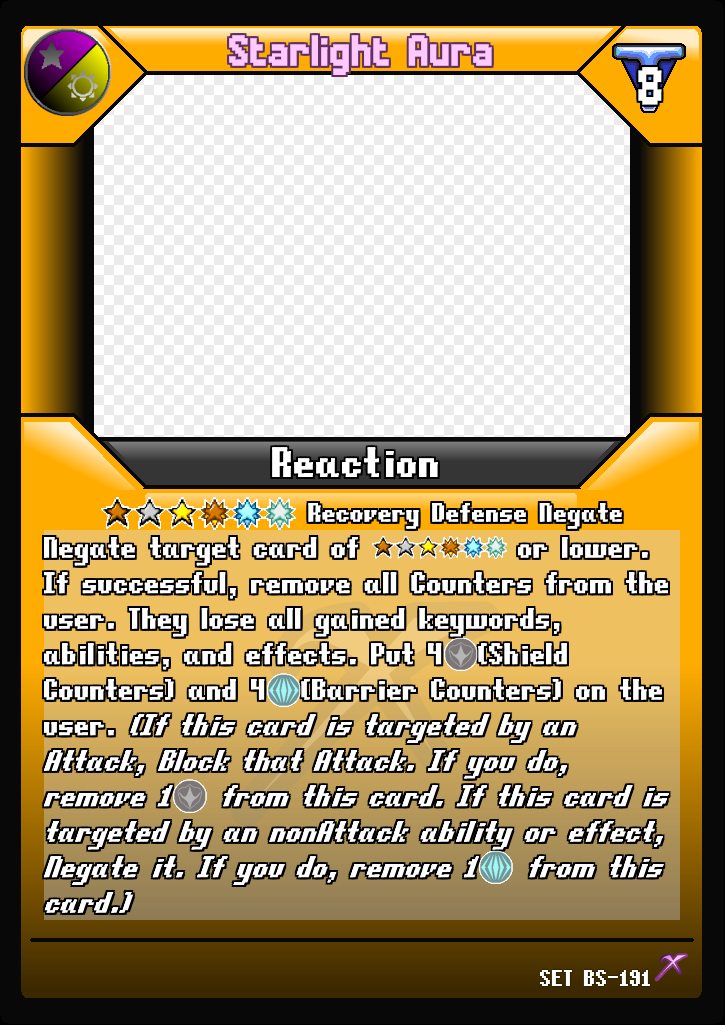 Starlight Aura
8
Reaction
Recovery Defense Negate
Negate target card of or lower.
If successful, remove all Counters from the
user. They lose all gained keywords,
abilities, and effects. Put 4 (Shield
Counters) and 4 (Barrier Counters) on the
user. (If this card is targeted by an
Attack, Block that Attack. If you do,
remove 1 from this card. If this card is
targeted by an nonAttack ability or effect,
Negate it. If you do, remove 1 from this
card.)
SET BS-191